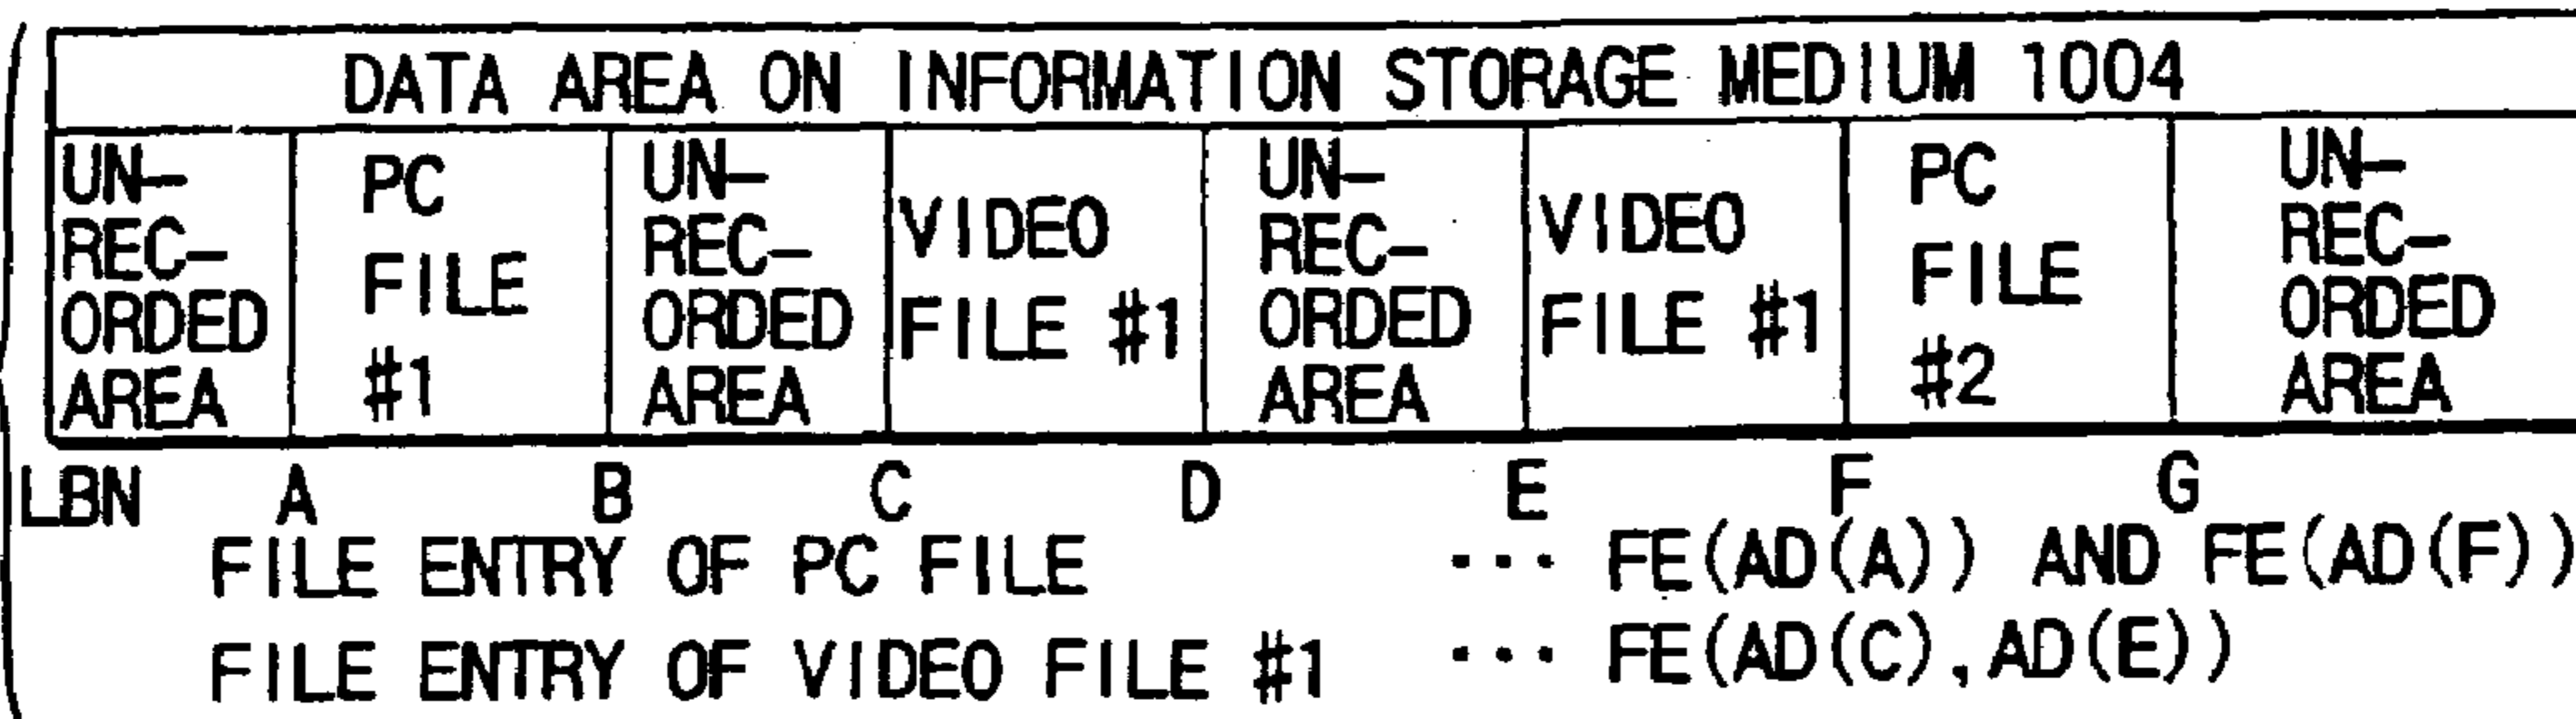 DATA AREA ON INFORMATION STORAGE MEDIUM 1004
UN-
REC-
ORDED
AREA
PC
FILE
#1
UN-
REC-
ORDED
AREA
VIDEO
FILE #1
UN-
REC-
ORDED
AREA
VIDEO
FILE #1
PC
FILE
#2
UN-
REC-
ORDED
AREA
LBN A B C D E F G
FILE ENTRY OF PC FILE ··· FE(AD(A)) AND FE(AD(F))
FILE ENTRY OF VIDEO FILE #1 ··· FE(AD(C),AD(E))